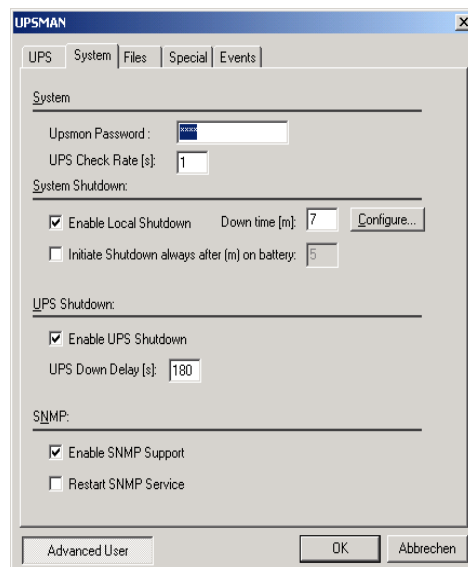 UPSMAN
UPS System Files Special Events
System
Upsmon Password : xxxx
UPS Check Rate [s]: 1
System Shutdown:
Enable Local Shutdown Down time [m]: 7 Configure...
Initiate Shutdown always after (m) on battery: 5
UPS Shutdown:
Enable UPS Shutdown
UPS Down Delay [s]: 180
SNMP:
Enable SNMP Support
Restart SNMP Service
Advanced User OK Abbrechen